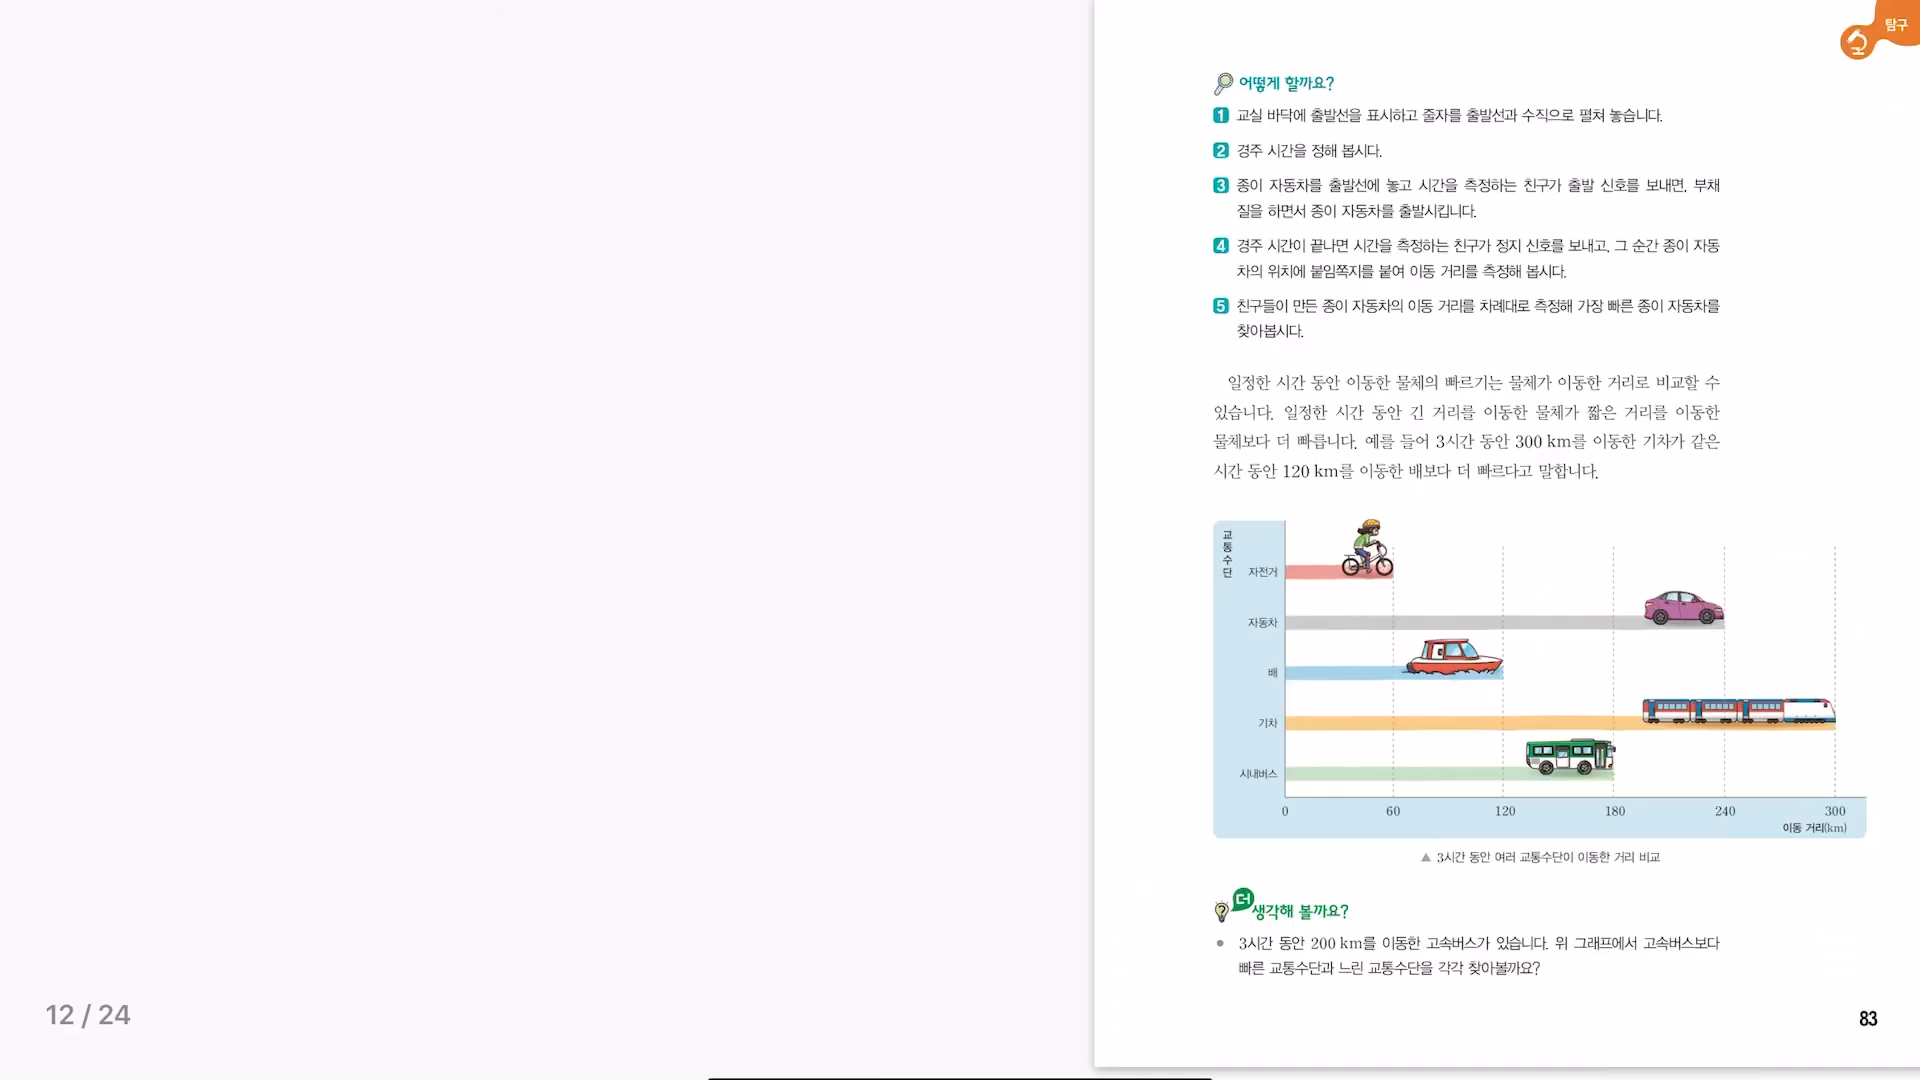 탐구
어떻게 할까요?
1 교실 바닥에 출발선을 표시하고 줄자를 출발선과 수직으로 펼쳐 놓습니다.
2 경주 시간을 정해 봅시다.
3 종이 자동차를 출발선에 놓고 시간을 측정하는 친구가 출발 신호를 보내면, 부채
질을 하면서 종이 자동차를 출발시킵니다.
4 경주 시간이 끝나면 시간을 측정하는 친구가 정지 신호를 보내고, 그 순간 종이 자동
차의 위치에 붙임쪽지를 붙여 이동 거리를 측정해 봅시다.
5 친구들이 만든 종이 자동차의 이동 거리를 차례대로 측정해 가장 빠른 종이 자동차를
찾아봅시다.
일정한 시간 동안 이동한 물체의 빠르기는 물체가 이동한 거리로 비교할 수
있습니다. 일정한 시간 동안 긴 거리를 이동한 물체가 짧은 거리를 이동한
물체보다 더 빠릅니다. 예를 들어 3시간 동안 300 km를 이동한 기차가 같은
시간 동안 120 km를 이동한 배보다 더 빠르다고 말합니다.
교통수단
자전거
자동차
배
기차
시내버스
0 60 120 180 240 300
이동 거리(km)
▲ 3시간 동안 여러 교통수단이 이동한 거리 비교
더 생각해 볼까요?
● 3시간 동안 200 km를 이동한 고속버스가 있습니다. 위 그래프에서 고속버스보다
빠른 교통수단과 느린 교통수단을 각각 찾아볼까요?
12 / 24
83